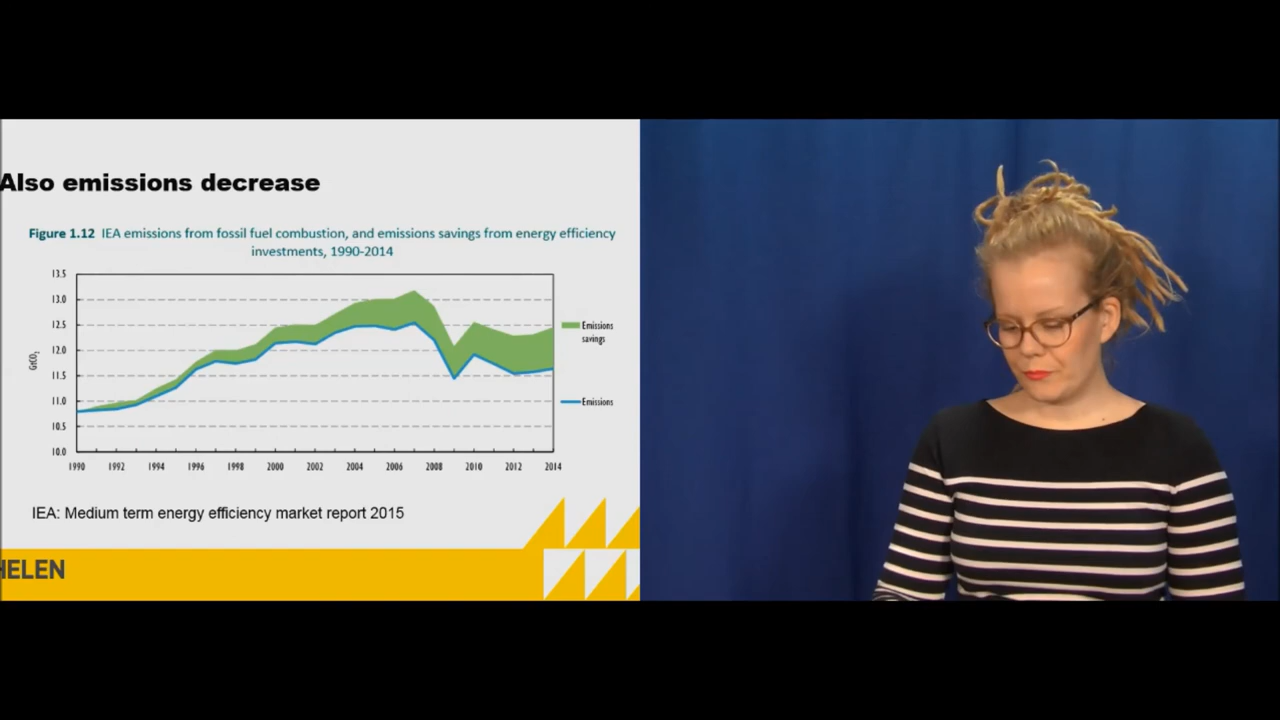 Also emissions decrease
Figure 1.12 IEA emissions from fossil fuel combustion, and emissions savings from energy efficiency
investments, 1990-2014
13.5
13.0
12.5
12.0
11.5
11.0
10.5
10.0
GtCO2
1990 1992 1994 1996 1998 2000 2002 2004 2006 2008 2010 2012 2014
Emissions
savings
Emissions
IEA: Medium term energy efficiency market report 2015
HELEN